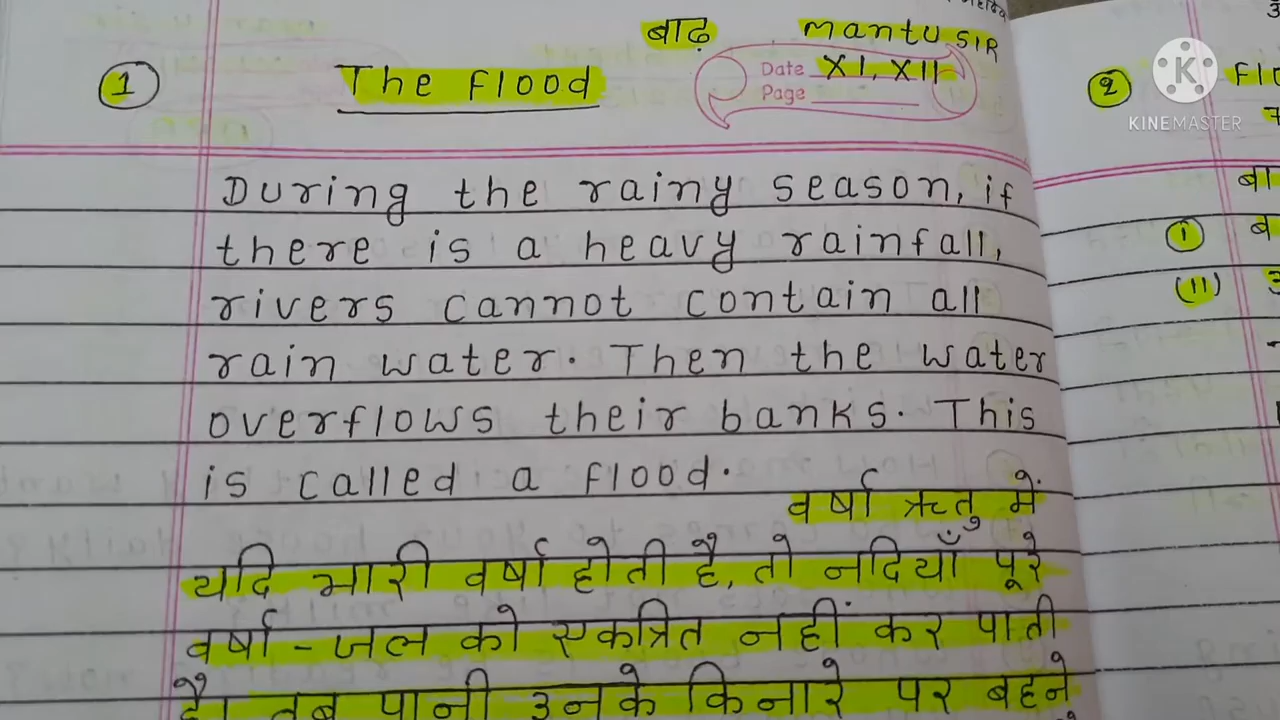 बाढ़ MANTU SIR
1 The Flood Date XI, XII
Page
During the rainy season, if
there is a heavy rainfall,
rivers cannot contain all
rain water. Then the water
overflows their banks. This
is called a flood.
वर्षा ऋतु में
यदि भारी वर्षा होती है, तो नदियाँ पूरे
वर्षा - जल को एकत्रित नहीं कर पाती
है। तब पानी उनके किनारे पर बहने
2
KINEMASTER
(i)
(ii)